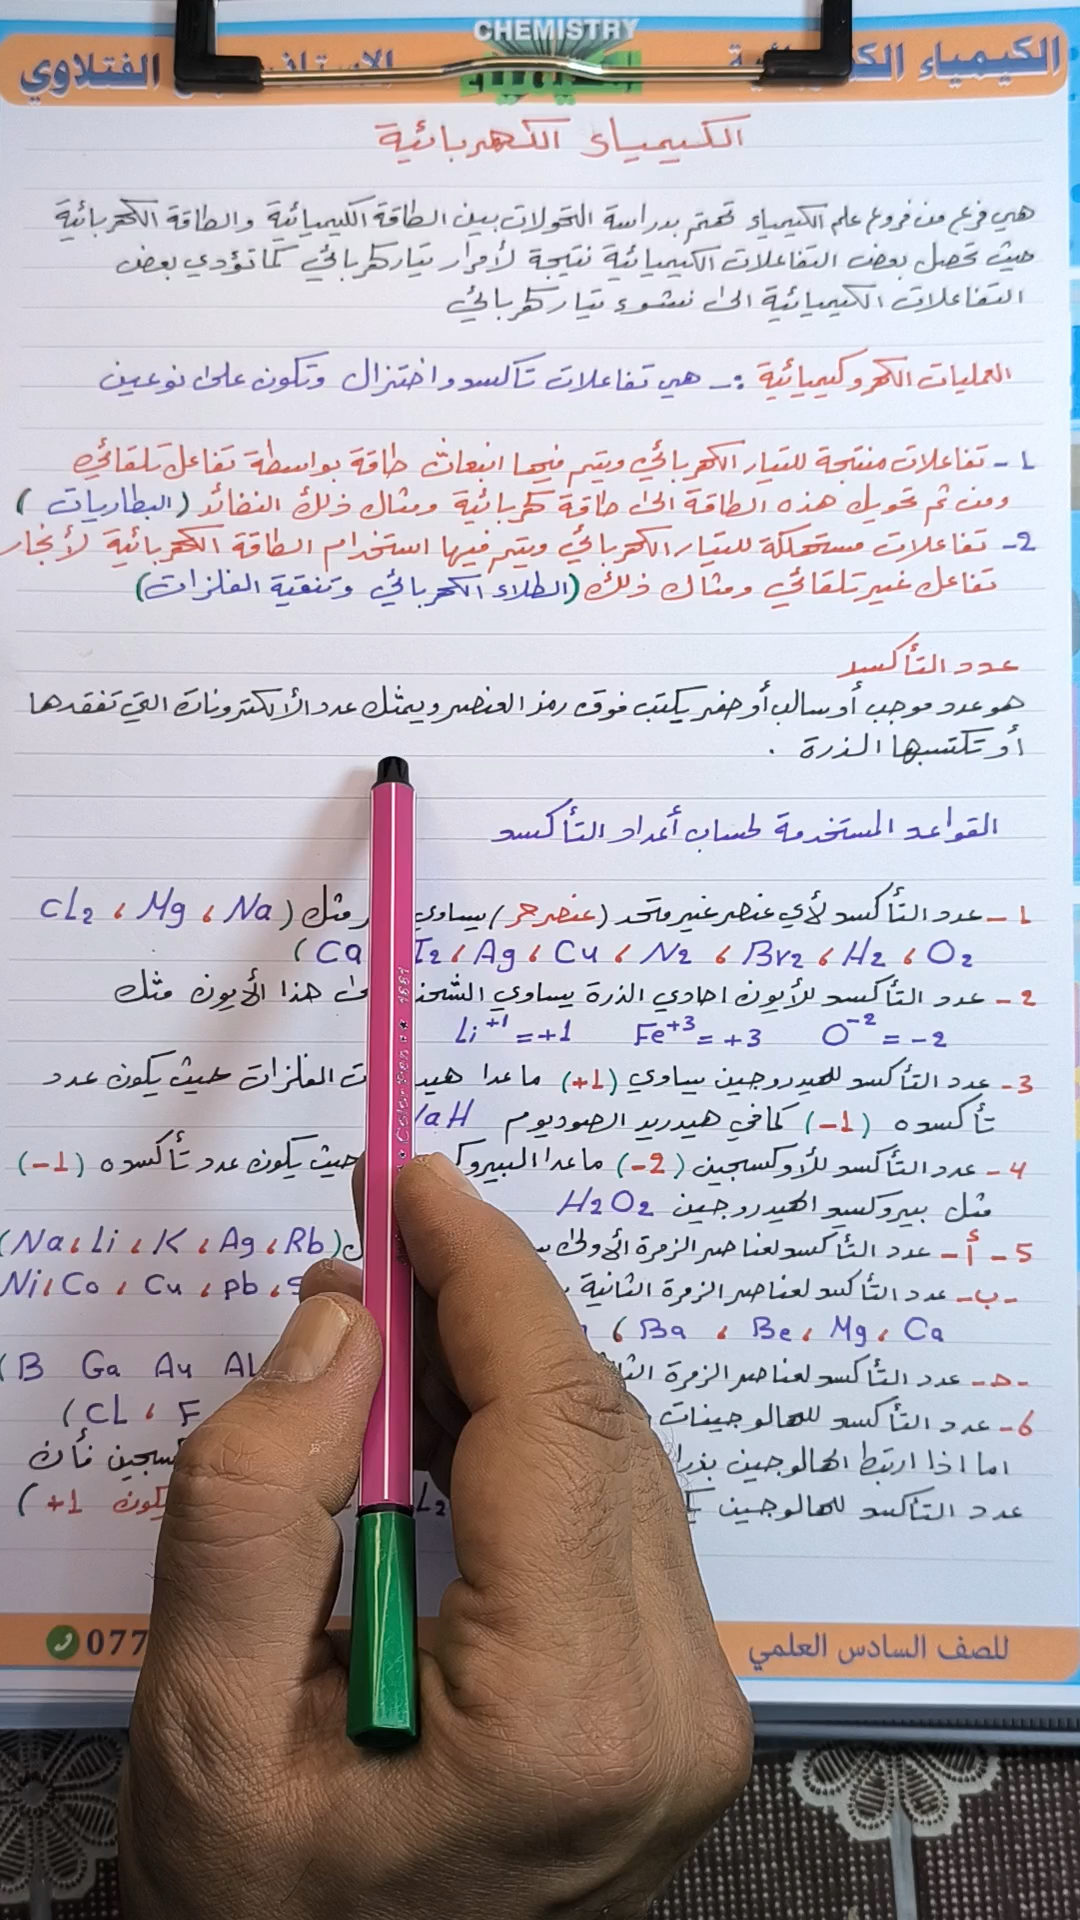 CHEMISTRY
الكيمياء
الفتلاوي
الكيمياء الكهربائية
هي فرع من فروع علم الكيمياء تهتم بدراسة التحولات بين الطاقة الكيميائية والطاقة الكهربائية
حيث تحصل بعض التفاعلات الكيميائية نتيجة لأمرار تيار كهربائي كما تؤدي بعض
التفاعلات الكيميائية الى نشوء تيار كهربائي
العمليات الكهروكيميائية :- هي تفاعلات تأكسد واختزال وتكون على نوعين
1- تفاعلات منتجة للتيار الكهربائي ويتم فيها انبعاث طاقة بواسطة تفاعل تلقائي
ومن ثم تحويل هذه الطاقة الى طاقة كهربائية ومثال ذلك النضائد (البطاريات)
2- تفاعلات مستهلكة للتيار الكهربائي ويتم فيها استخدام الطاقة الكهربائية لأنجاز
تفاعل غير تلقائي ومثال ذلك (الطلاء الكهربائي وتنقية الفلزات)
عدد التأكسد
هو عدد موجب أو سالب أو صفر يكتب فوق رمز العنصر ويمثل عدد الألكترونات التي تفقدها
أو تكتسبها الذرة .
القواعد المستخدمة لحساب أعداد التأكسد
1- عدد التأكسد لأي عنصر غير متحد (عنصر حر) يساوي مثل (Na ، Mg ، CL2
O2 ، H2 ، Br2 ، N2 ، Cu ، Ag ، I2 Ca)
2- عدد التأكسد للأيون احادي الذرة يساوي هذا الأيون مثل
Li+1 = +1 Fe+3 = +3 O-2 = -2
3- عدد التأكسد للهيدروجين يساوي (+1) ما عدا الفلزات حيث يكون عدد
تأكسده (-1) كما في هيدريد الصوديوم
4- عدد التأكسد للأوكسجين (-2) ماعدا حيث يكون عدد تأكسده (-1)
مثل بيروكسيد الهيدروجين H2O2
5- أ- عدد التأكسد لعناصر الزمرة الأولى (Na ، Li ، K ، Ag ، Rb)
-ب- عدد التأكسد لعناصر الزمرة الثانية Ni ، Co ، Cu ، Pb ،
، Ba ، Be ، Mg ، Ca
-ج- عدد التأكسد لعناصر الزمرة (B Ga Au AL
6- عدد التأكسد للهالوجينات CL ، F)
اما اذا ارتبط الهالوجين فأن
عدد التأكسد للهالوجين +1)
للصف السادس العلمي
077